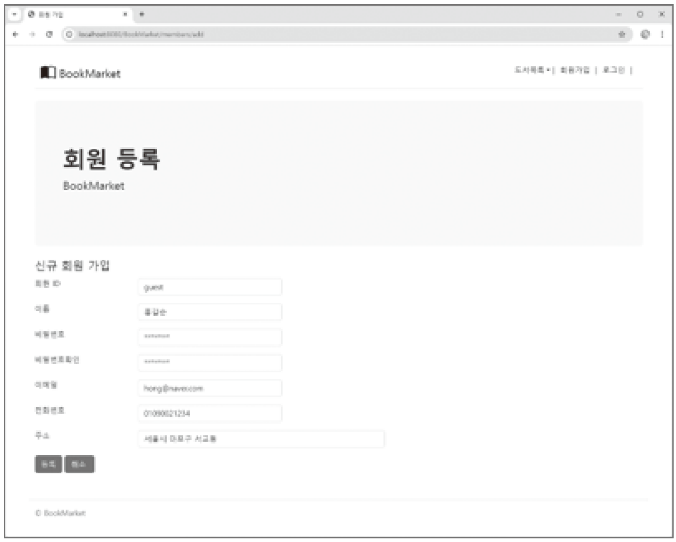 회원 가입
localhost:8080/BookMarket/members/add
BookMarket
도서목록 | 회원가입 | 로그인 |
회원 등록
BookMarket
신규 회원 가입
회원 ID
guest
이름
홍길순
비밀번호
비밀번호확인
이메일
hong@naver.com
전화번호
01090021234
주소
서울시 마포구 서교동
등록 취소
© BookMarket